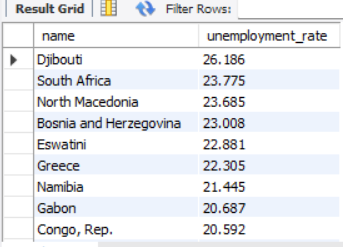 Result Grid Filter Rows:
name unemployment_rate
Djibouti 26.186
South Africa 23.775
North Macedonia 23.685
Bosnia and Herzegovina 23.008
Eswatini 22.881
Greece 22.305
Namibia 21.445
Gabon 20.687
Congo, Rep. 20.592